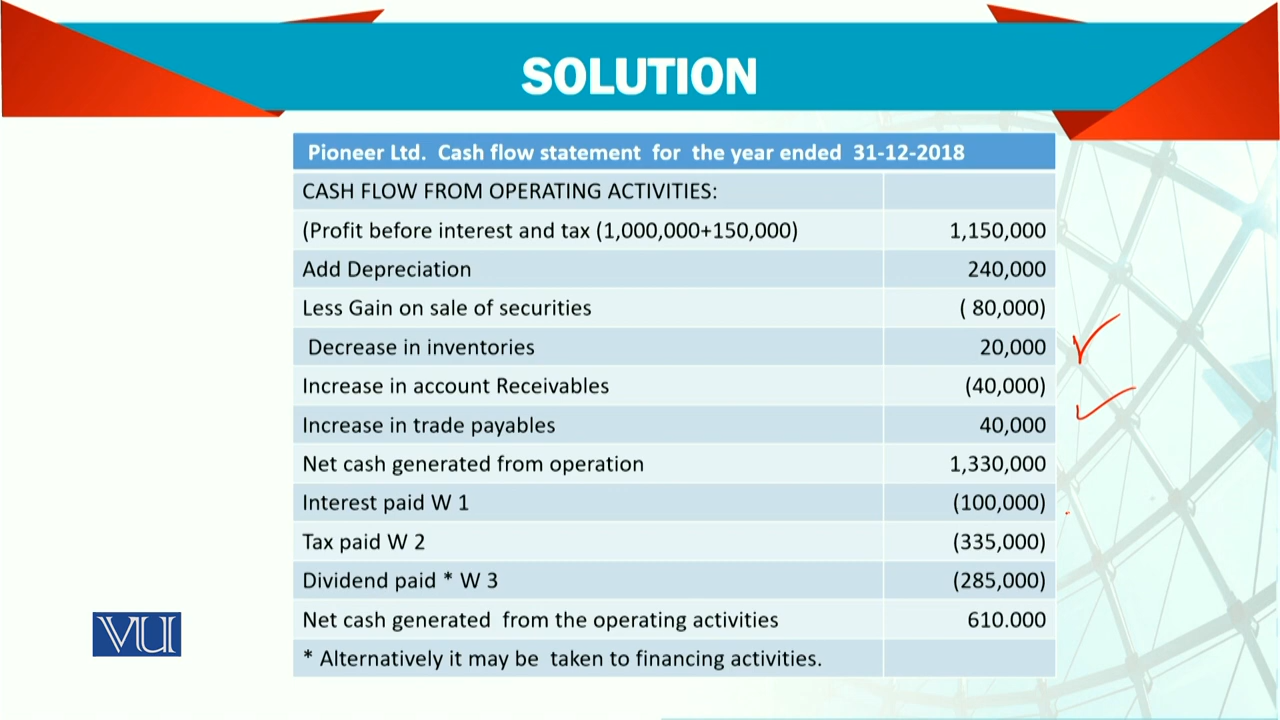 SOLUTION
Pioneer Ltd. Cash flow statement for the year ended 31-12-2018
CASH FLOW FROM OPERATING ACTIVITIES:
(Profit before interest and tax (1,000,000+150,000) 1,150,000
Add Depreciation 240,000
Less Gain on sale of securities ( 80,000)
Decrease in inventories 20,000
Increase in account Receivables (40,000)
Increase in trade payables 40,000
Net cash generated from operation 1,330,000
Interest paid W 1 (100,000)
Tax paid W 2 (335,000)
Dividend paid * W 3 (285,000)
Net cash generated from the operating activities 610.000
* Alternatively it may be taken to financing activities.
VU